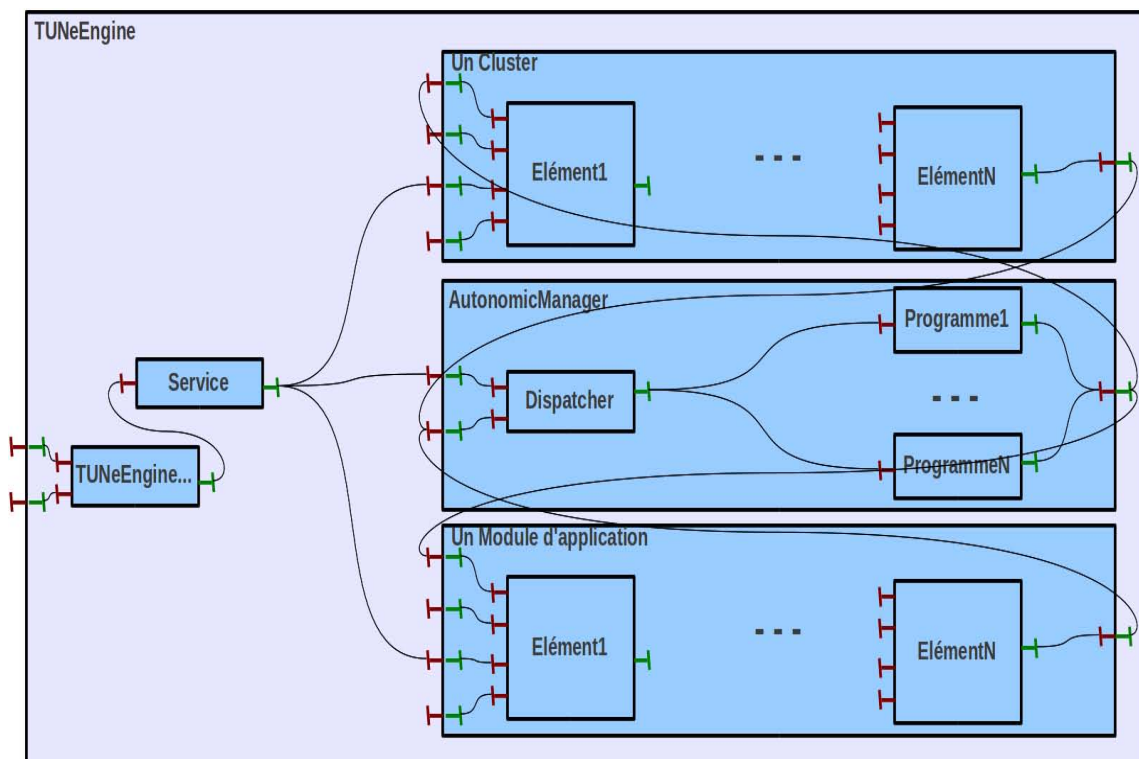 TUNeEngine
Un Cluster
Elément1
- - -
ElémentN
AutonomicManager
Programme1
Service
Dispatcher
- - -
TUNeEngine...
ProgrammeN
Un Module d'application
Elément1
- - -
ElémentN